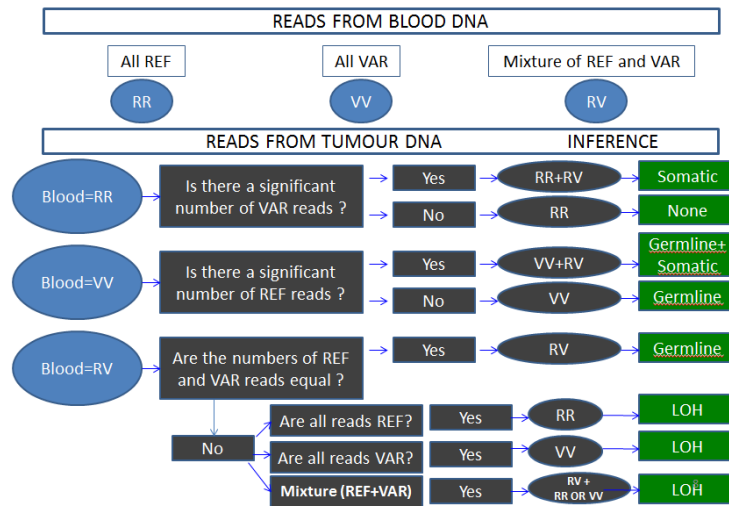 READS FROM BLOOD DNA
All REF
All VAR
Mixture of REF and VAR
RR
VV
RV
READS FROM TUMOUR DNA INFERENCE
Blood=RR
Is there a significant
number of VAR reads ?
Yes
RR+RV
Somatic
No
RR
None
Blood=VV
Is there a significant
number of REF reads ?
Yes
VV+RV
Germline+
Somatic
No
VV
Germline
Blood=RV
Are the numbers of REF
and VAR reads equal ?
Yes
RV
Germline
No
Are all reads REF?
Yes
RR
LOH
Are all reads VAR?
Yes
VV
LOH
Mixture (REF+VAR)
Yes
RV +
RR OR VV
LOH